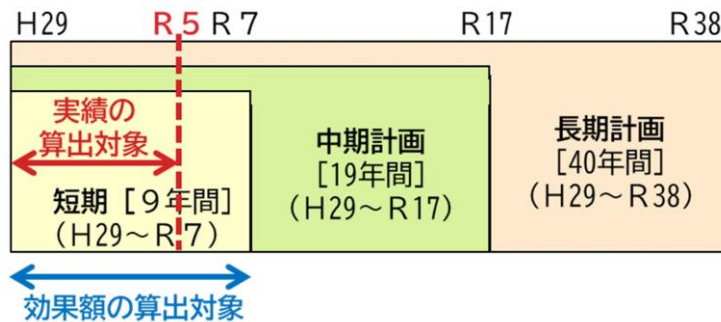 H29 R5 R7 R17 R38
実績の
算出対象
短期［9年間］
（H29～R7）
中期計画
［19年間］
（H29～R17）
長期計画
［40年間］
（H29～R38）
効果額の算出対象